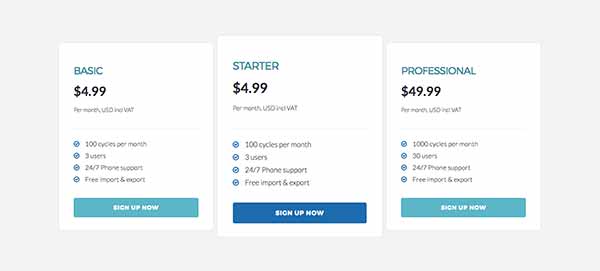 BASIC
$4.99
Per month, USD incl VAT
100 cycles per month
3 users
24/7 Phone support
Free import & export
SIGN UP NOW
STARTER
$4.99
Per month, USD incl VAT
100 cycles per month
3 users
24/7 Phone support
Free import & export
SIGN UP NOW
PROFESSIONAL
$49.99
Per month, USD incl VAT
1000 cycles per month
30 users
24/7 Phone support
Free import & export
SIGN UP NOW